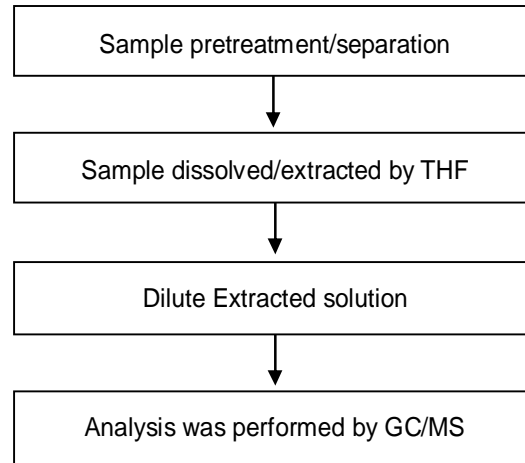 Sample pretreatment/separation
Sample dissolved/extracted by THF
Dilute Extracted solution
Analysis was performed by GC/MS